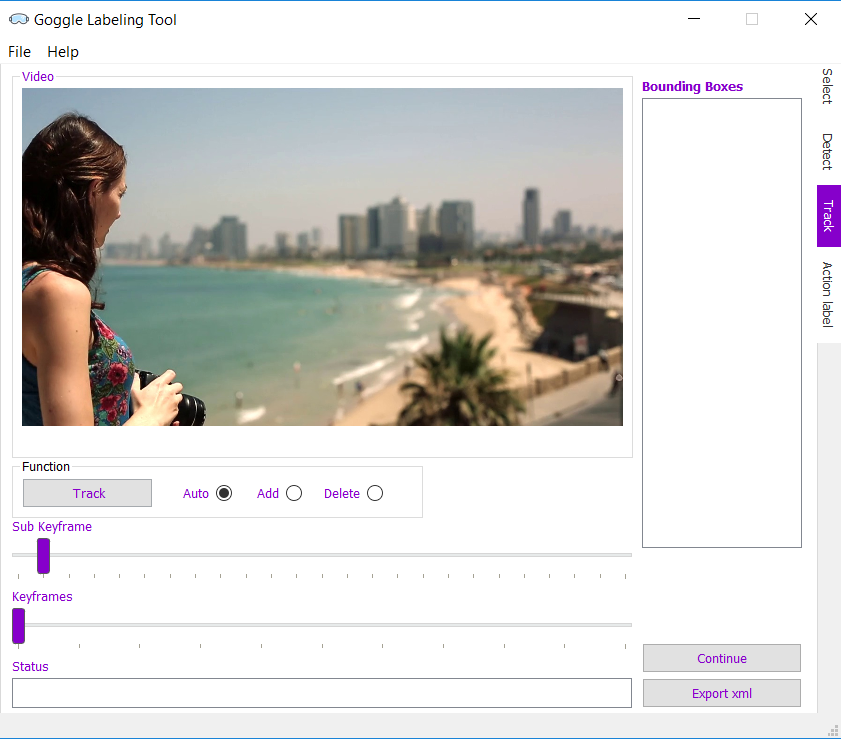 Goggle Labeling Tool
File Help
Video
Bounding Boxes
Select
Detect
Track
Action label
Function
Track Auto Add Delete
Sub Keyframe
Keyframes
Status
Continue
Export xml